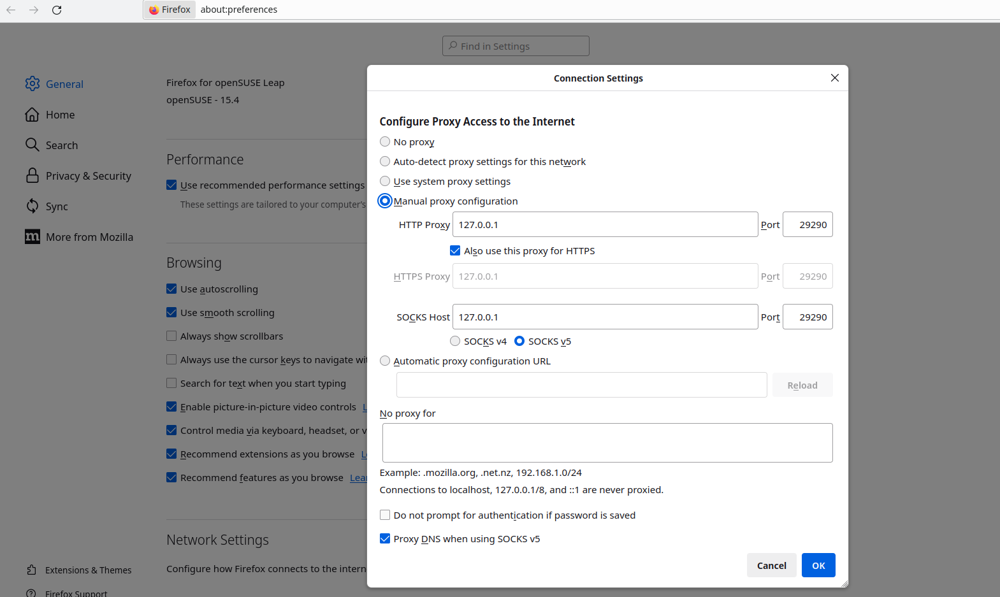 Firefox about:preferences
Find in Settings
General
Home
Search
Privacy & Security
Sync
m More from Mozilla
Extensions & Themes
Firefox Support
Firefox for openSUSE Leap
openSUSE - 15.4
Performance
Use recommended performance settings
These settings are tailored to your computer's
Browsing
Use autoscrolling
Use smooth scrolling
Always show scrollbars
Always use the cursor keys to navigate wit
Search for text when you start typing
Enable picture-in-picture video controls L
Control media via keyboard, headset, or v
Recommend extensions as you browse Le
Recommend features as you browse Lear
Network Settings
Configure how Firefox connects to the intern
Connection Settings
Configure Proxy Access to the Internet
No proxy
Auto-detect proxy settings for this network
Use system proxy settings
Manual proxy configuration
HTTP Proxy 127.0.0.1 Port 29290
Also use this proxy for HTTPS
HTTPS Proxy 127.0.0.1 Port 29290
SOCKS Host 127.0.0.1 Port 29290
SOCKS v4 SOCKS v5
Automatic proxy configuration URL
Reload
No proxy for
Example: .mozilla.org, .net.nz, 192.168.1.0/24
Connections to localhost, 127.0.0.1/8, and ::1 are never proxied.
Do not prompt for authentication if password is saved
Proxy DNS when using SOCKS v5
Cancel OK